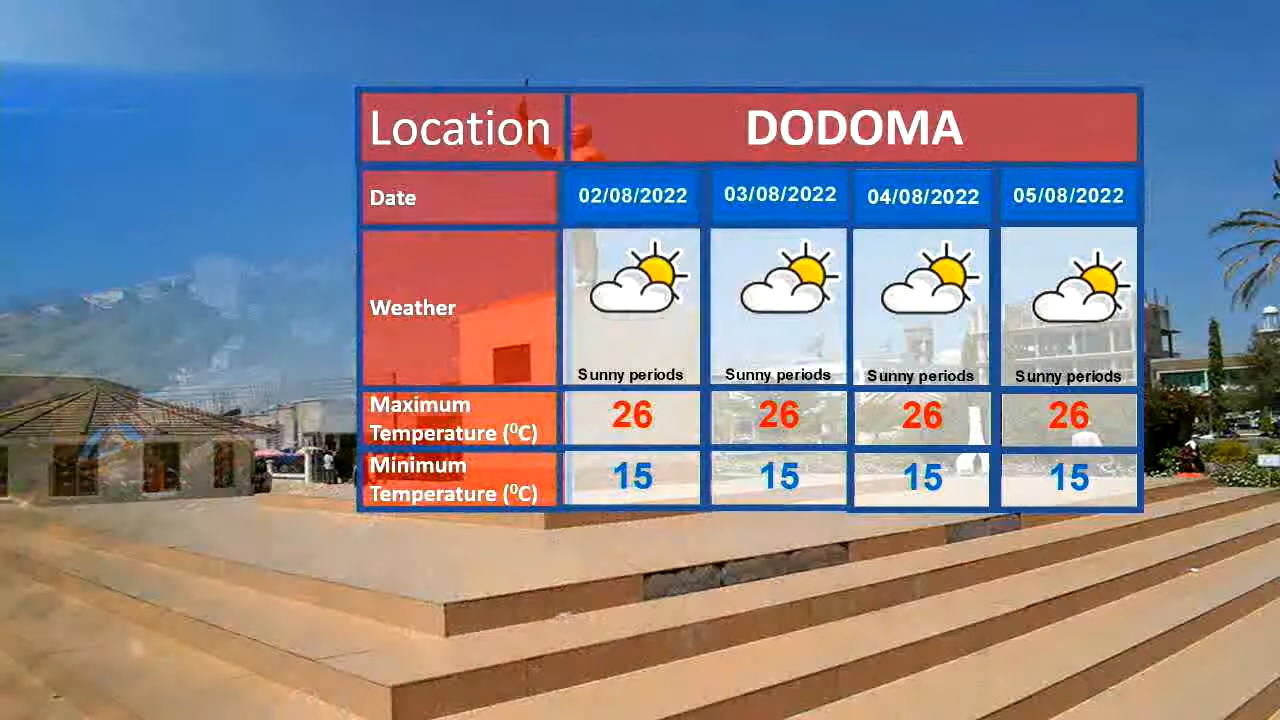 Location DODOMA
Date 02/08/2022 03/08/2022 04/08/2022 05/08/2022
Weather Sunny periods Sunny periods Sunny periods Sunny periods
Maximum
Temperature (⁰C) 26 26 26 26
Minimum
Temperature (⁰C) 15 15 15 15